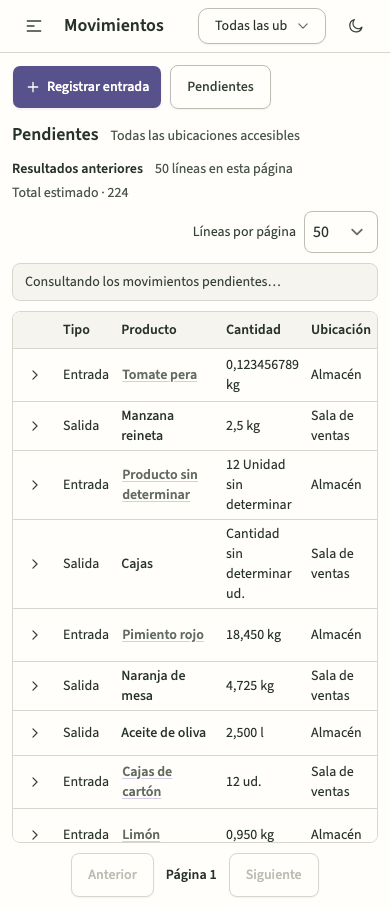 Movimientos
Todas las ub
Registrar entrada
Pendientes
Pendientes Todas las ubicaciones accesibles
Resultados anteriores 50 líneas en esta página
Total estimado · 224
Líneas por página 50
Consultando los movimientos pendientes…
Tipo Producto Cantidad Ubicación
Entrada Tomate pera 0,123456789 kg Almacén
Salida Manzana reineta 2,5 kg Sala de ventas
Entrada Producto sin determinar 12 Unidad sin determinar Almacén
Salida Cajas Cantidad sin determinar ud. Sala de ventas
Entrada Pimiento rojo 18,450 kg Almacén
Salida Naranja de mesa 4,725 kg Sala de ventas
Salida Aceite de oliva 2,500 l Almacén
Entrada Cajas de cartón 12 ud. Sala de ventas
Entrada Limón 0,950 kg Almacén
Anterior Página 1 Siguiente